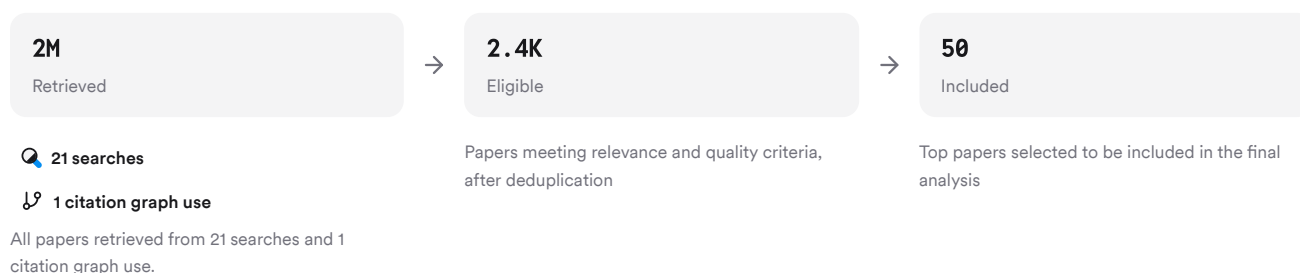 2M
Retrieved
21 searches
1 citation graph use
All papers retrieved from 21 searches and 1
citation graph use.
2.4K
Eligible
Papers meeting relevance and quality criteria,
after deduplication
50
Included
Top papers selected to be included in the final
analysis